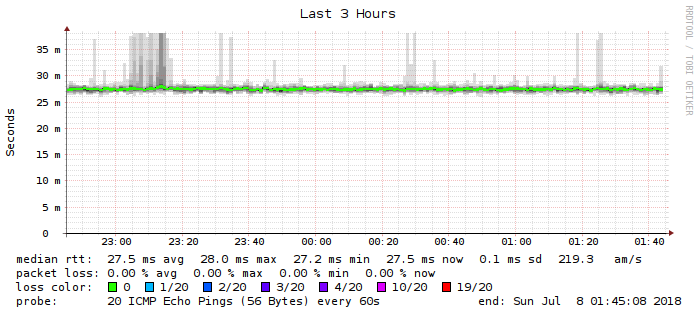 Last 3 Hours
RRDTOOL / TOBI OETIKER
Seconds
35 m
30 m
25 m
20 m
15 m
10 m
5 m
0
23:00 23:20 23:40 00:00 00:20 00:40 01:00 01:20 01:40
median rtt: 27.5 ms avg 28.0 ms max 27.2 ms min 27.5 ms now 0.1 ms sd 219.3 am/s
packet loss: 0.00 % avg 0.00 % max 0.00 % min 0.00 % now
loss color: 0 1/20 2/20 3/20 4/20 10/20 19/20
probe: 20 ICMP Echo Pings (56 Bytes) every 60s end: Sun Jul 8 01:45:08 2018